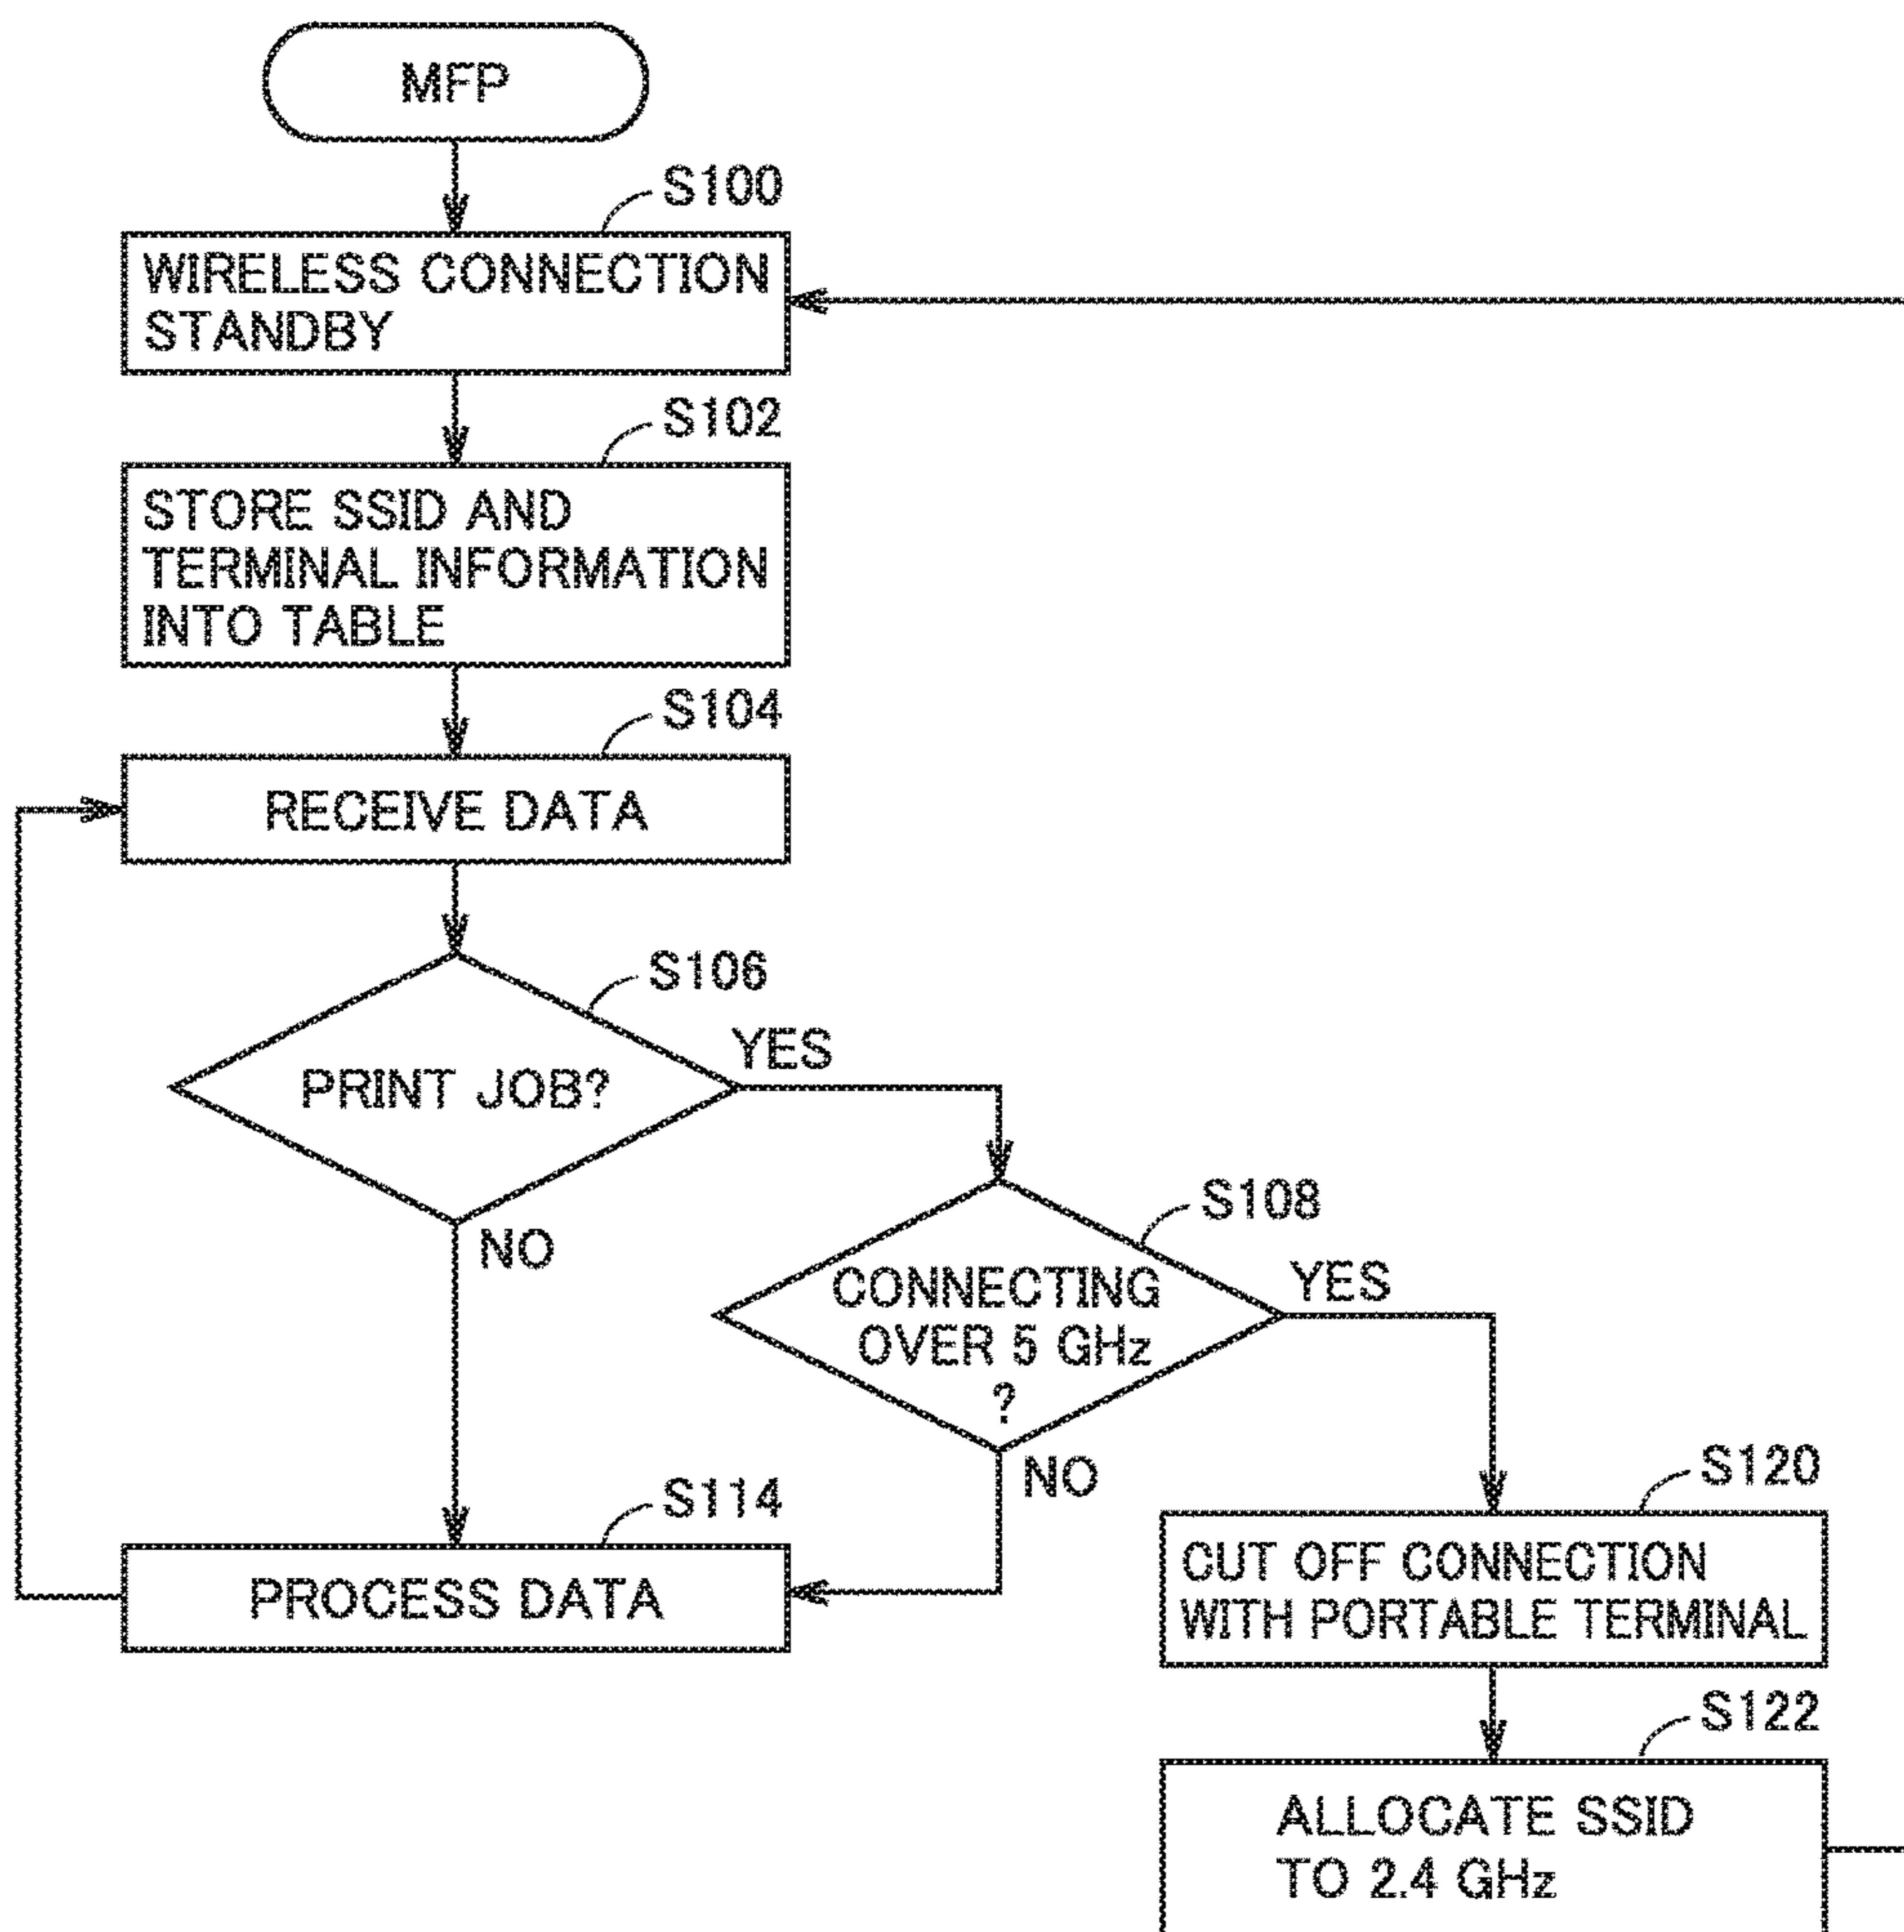 MFP
S100
WIRELESS CONNECTION
STANDBY
S102
STORE SSID AND
TERMINAL INFORMATION
INTO TABLE
S104
RECEIVE DATA
S106
PRINT JOB?
YES
NO
S108
CONNECTING
OVER 5 GHz
?
YES
NO
S114
PROCESS DATA
S120
CUT OFF CONNECTION
WITH PORTABLE TERMINAL
S122
ALLOCATE SSID
TO 2.4 GHz